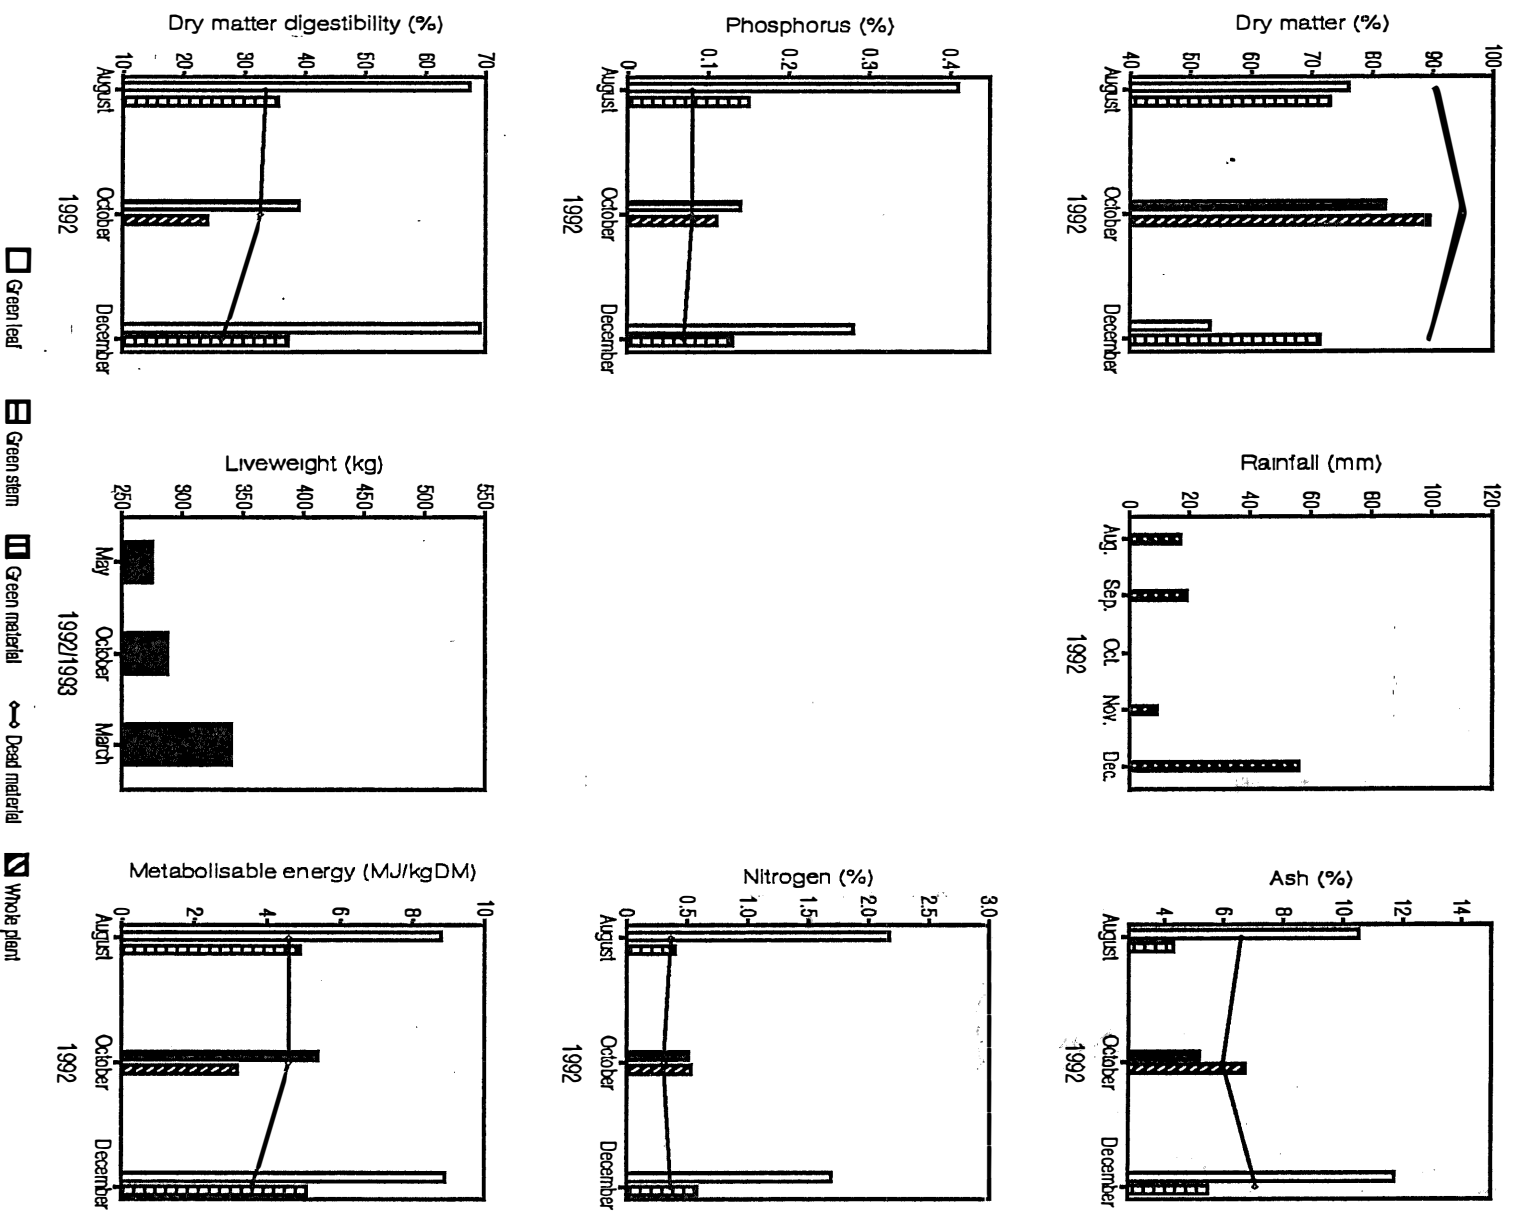 Dry matter (%)
100
90
80
70
60
50
40
August
October
December
1992
Rainfall (mm)
120
100
80
60
40
20
0
Aug.
Sep.
Oct
Nov.
Dec.
1992
Ash (%)
14
12
10
8
6
4
August
October
December
1992
Phosphorus (%)
0.4
0.3
0.2
0.1
0
August
October
December
1992
Nitrogen (%)
3.0
2.5
2.0
1.5
1.0
0.5
0
August
October
December
1992
Dry matter digestibility (%)
70
60
50
40
30
20
10
August
October
December
1992
Liveweight (kg)
550
500
450
400
350
300
250
May
October
March
1992/1993
Metabolisable energy (MJ/kgDM)
10
8
6
4
2
0
August
October
December
1992
Green leaf
Green stem
Green material
Dead material
Whole plant